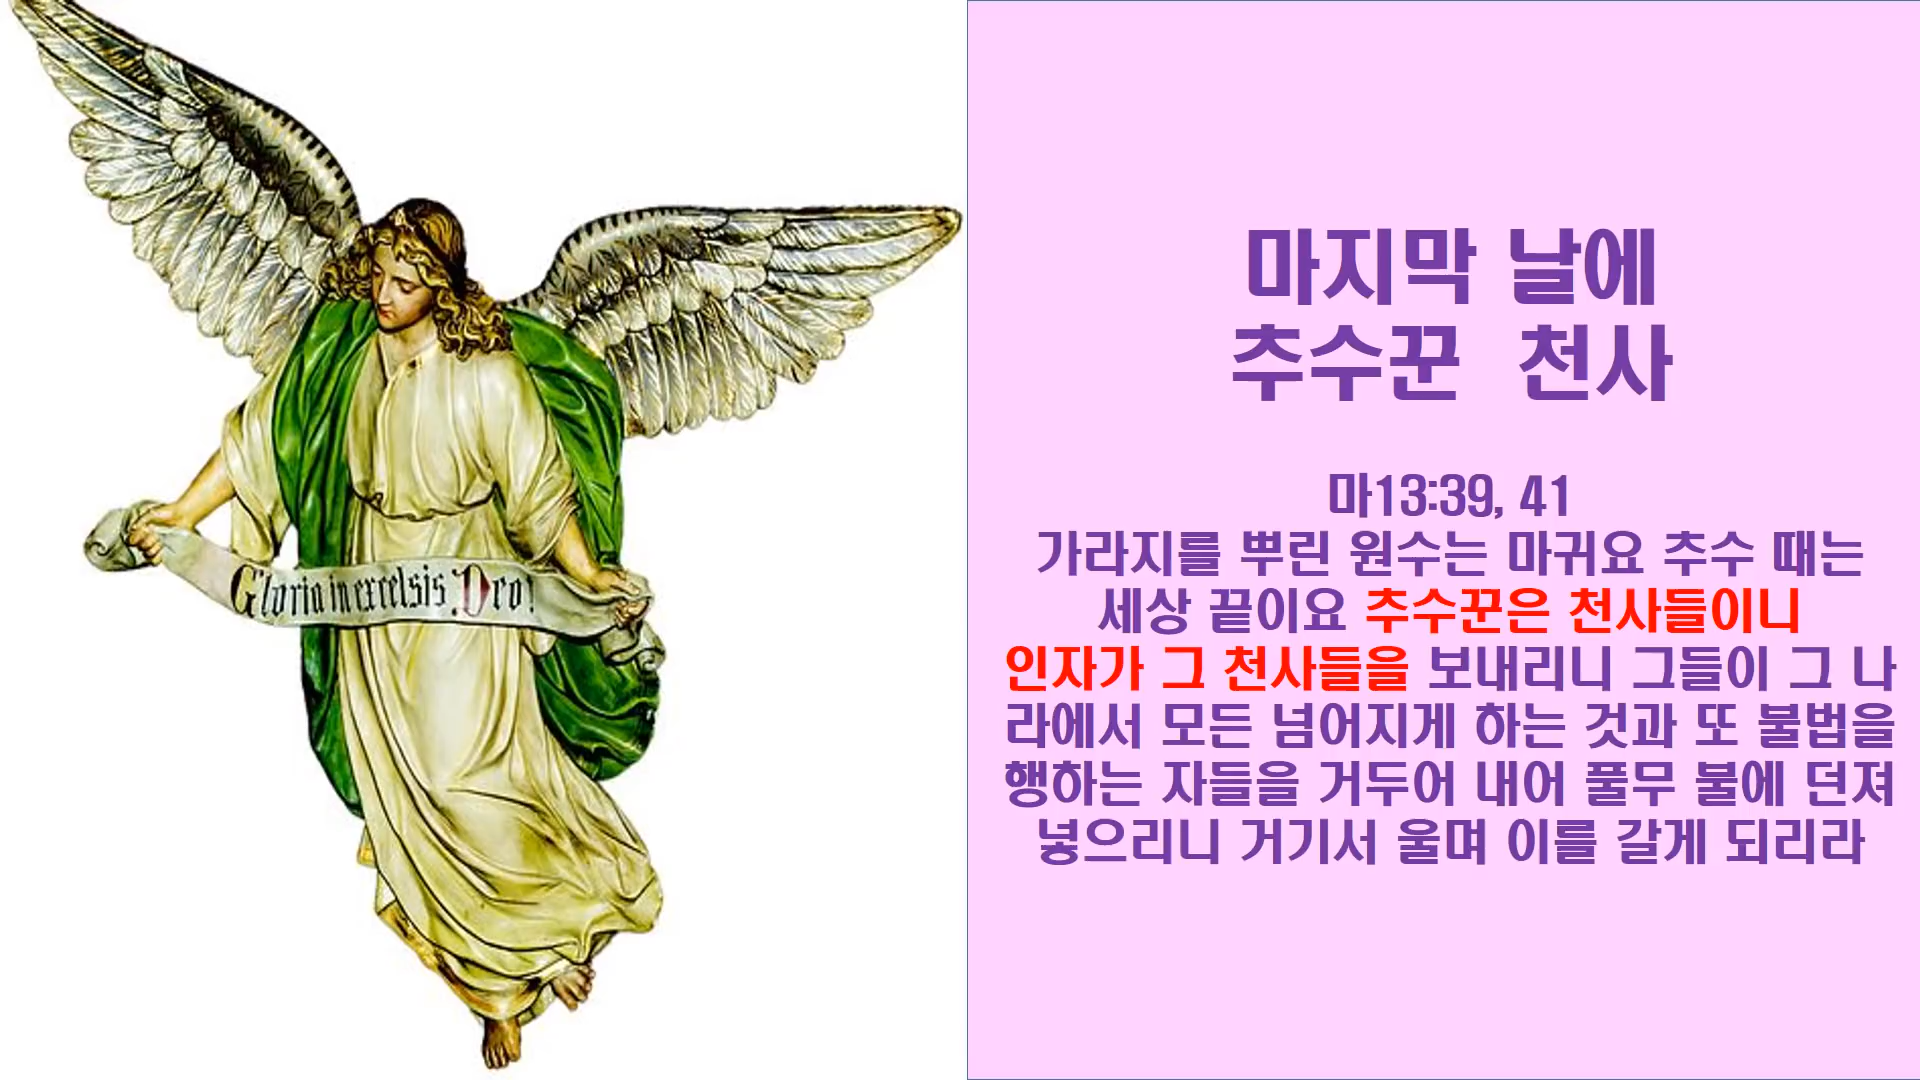 Gloria in excelsis Deo!
마지막 날에
추수꾼 천사
마13:39, 41
가라지를 뿌린 원수는 마귀요 추수 때는
세상 끝이요 추수꾼은 천사들이니
인자가 그 천사들을 보내리니 그들이 그 나
라에서 모든 넘어지게 하는 것과 또 불법을
행하는 자들을 거두어 내어 풀무 불에 던져
넣으리니 거기서 울며 이를 갈게 되리라